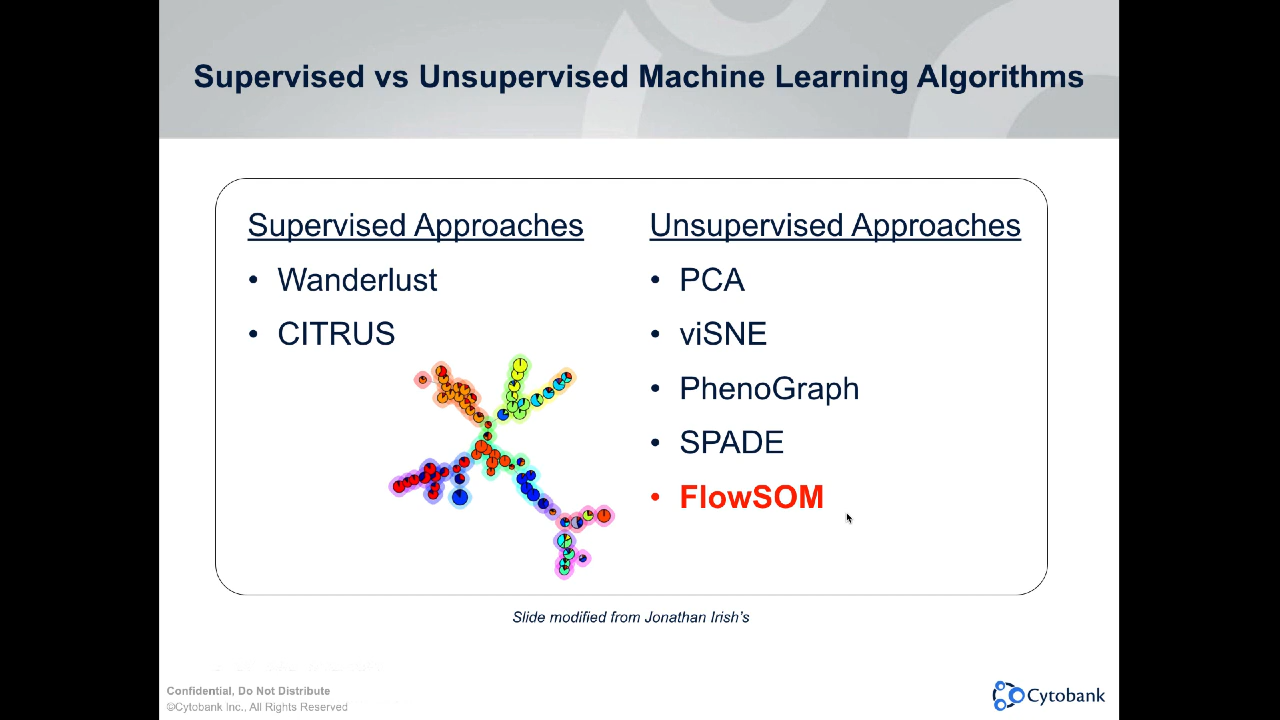 Supervised vs Unsupervised Machine Learning Algorithms
Supervised Approaches
• Wanderlust
• CITRUS
Unsupervised Approaches
• PCA
• viSNE
• PhenoGraph
• SPADE
• FlowSOM
Slide modified from Jonathan Irish's
Confidential, Do Not Distribute
©Cytobank Inc., All Rights Reserved
Cytobank